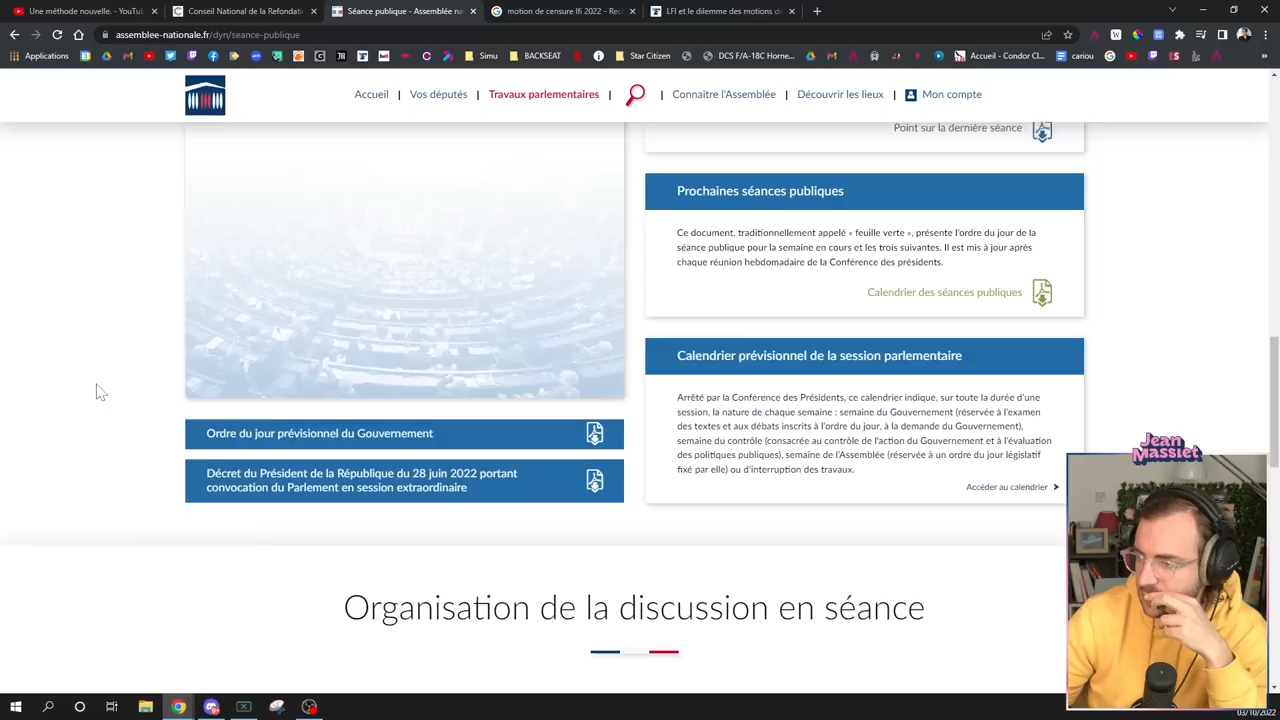 Une méthode nouvelle. - YouTu
Conseil National de la Refondatio
Séance publique - Assemblée na
motion de censure lfi 2022 - Rec
LFI et le dilemme des motions de
assemblee-nationale.fr/dyn/seance-publique
Applications
Simu
BACKSEAT
Star Citizen
DCS F/A-18C Horne...
Accueil - Condor Cl...
cariou
Accueil
Vos députés
Travaux parlementaires
Connaître l'Assemblée
Découvrir les lieux
Mon compte
Point sur la dernière séance
Prochaines séances publiques
Ce document, traditionnellement appelé « feuille verte », présente l'ordre du jour de la
séance publique pour la semaine en cours et les trois suivantes. Il est mis à jour après
chaque réunion hebdomadaire de la Conférence des présidents.
Calendrier des séances publiques
Calendrier prévisionnel de la session parlementaire
Arrêté par la Conférence des Présidents, ce calendrier indique, sur toute la durée d'une
session, la nature de chaque semaine : semaine du Gouvernement (réservée à l'examen
des textes et aux débats inscrits à l'ordre du jour, à la demande du Gouvernement),
semaine du contrôle (consacrée au contrôle de l'action du Gouvernement et à l'évaluation
des politiques publiques), semaine de l'Assemblée (réservée à un ordre du jour législatif
fixé par elle) ou d'interruption des travaux.
Accéder au calendrier
Ordre du jour prévisionnel du Gouvernement
Décret du Président de la République du 28 juin 2022 portant
convocation du Parlement en session extraordinaire
Jean
Massiet
Organisation de la discussion en séance
03/10/2022